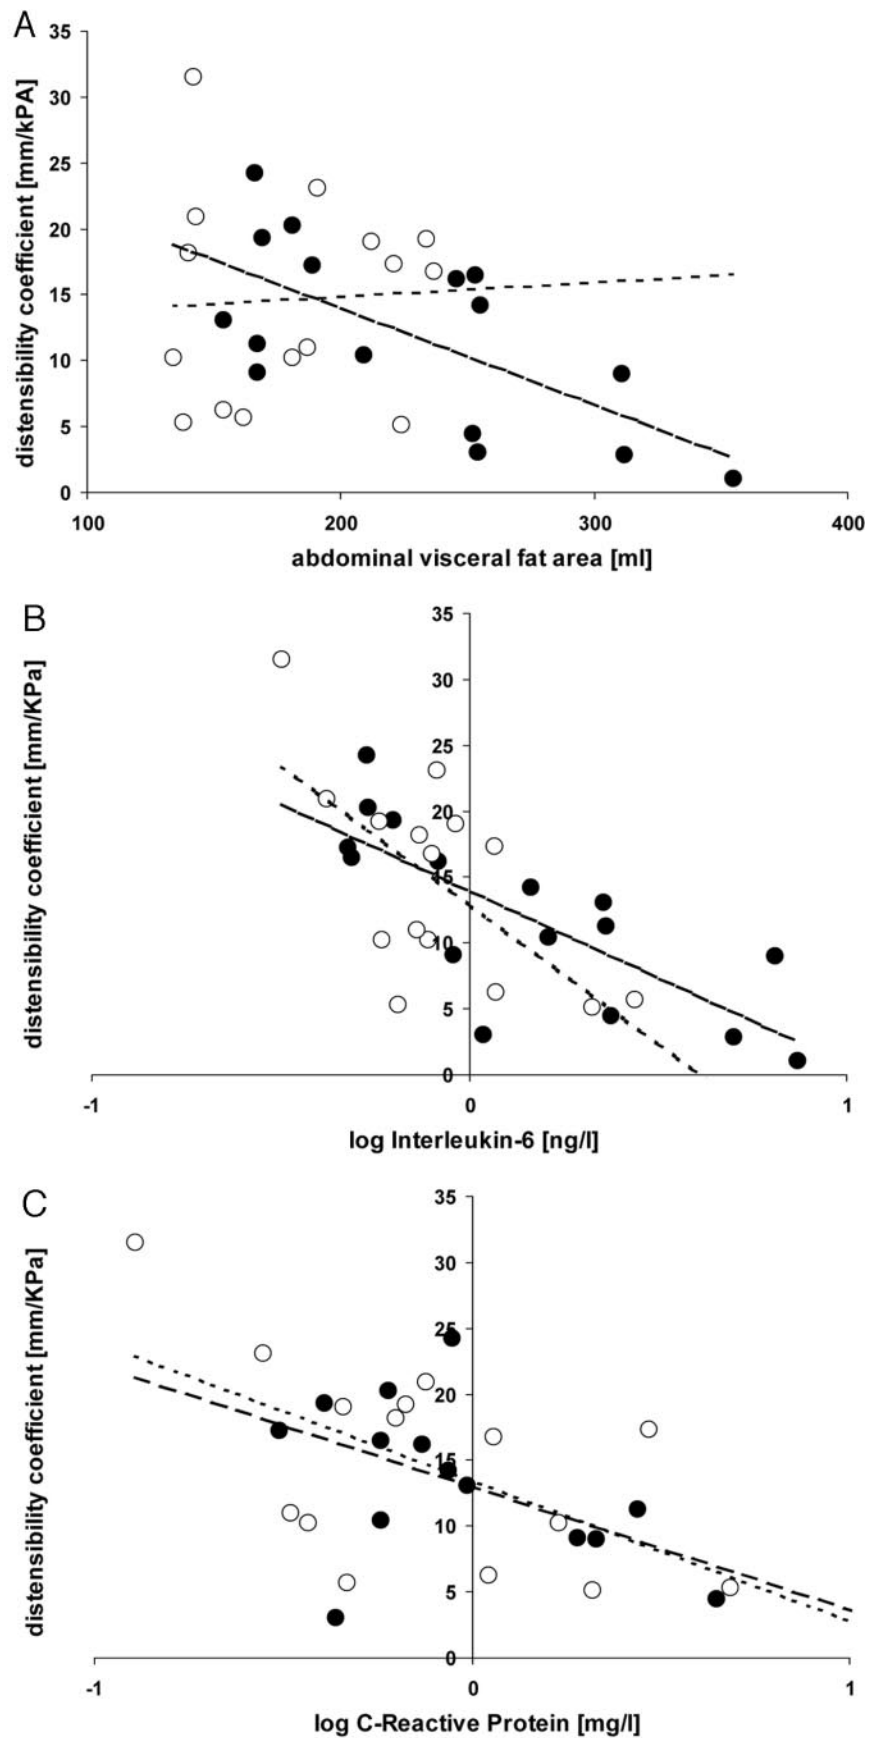 A
distensibility coefficient [mm/kPA]
35
30
25
20
15
10
5
0
100 200 300 400
abdominal visceral fat area [ml]
B
distensibility coefficient [mm/KPa]
35
30
25
20
15
10
5
0
-1 0 1
log Interleukin-6 [ng/l]
C
distensibility coefficient [mm/KPa]
35
30
25
20
15
10
5
0
-1 0 1
log C-Reactive Protein [mg/l]